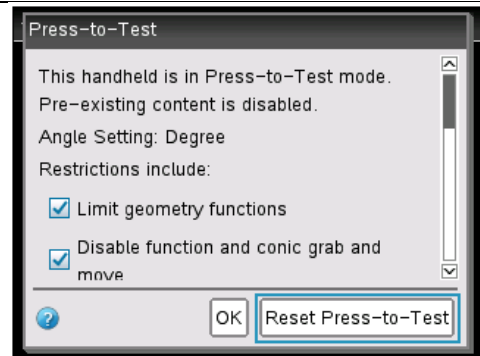 Press-to-Test
This handheld is in Press-to-Test mode.
Pre-existing content is disabled.
Angle Setting: Degree
Restrictions include:
Limit geometry functions
Disable function and conic grab and
move
?
OK Reset Press-to-Test